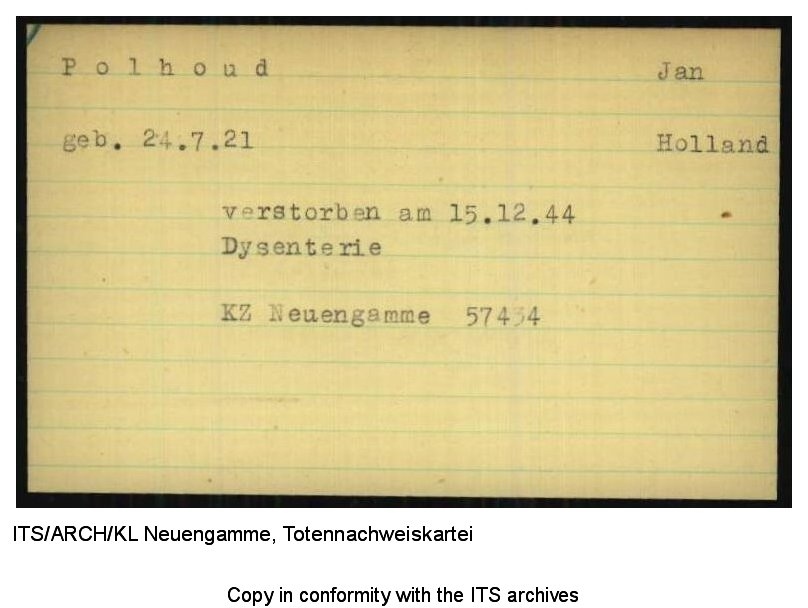 Polhoud Jan
geb. 24.7.21 Holland
verstorben am 15.12.44
Dysenterie
KZ Neuengamme 57434
ITS/ARCH/KL Neuengamme, Totennachweiskartei
Copy in conformity with the ITS archives